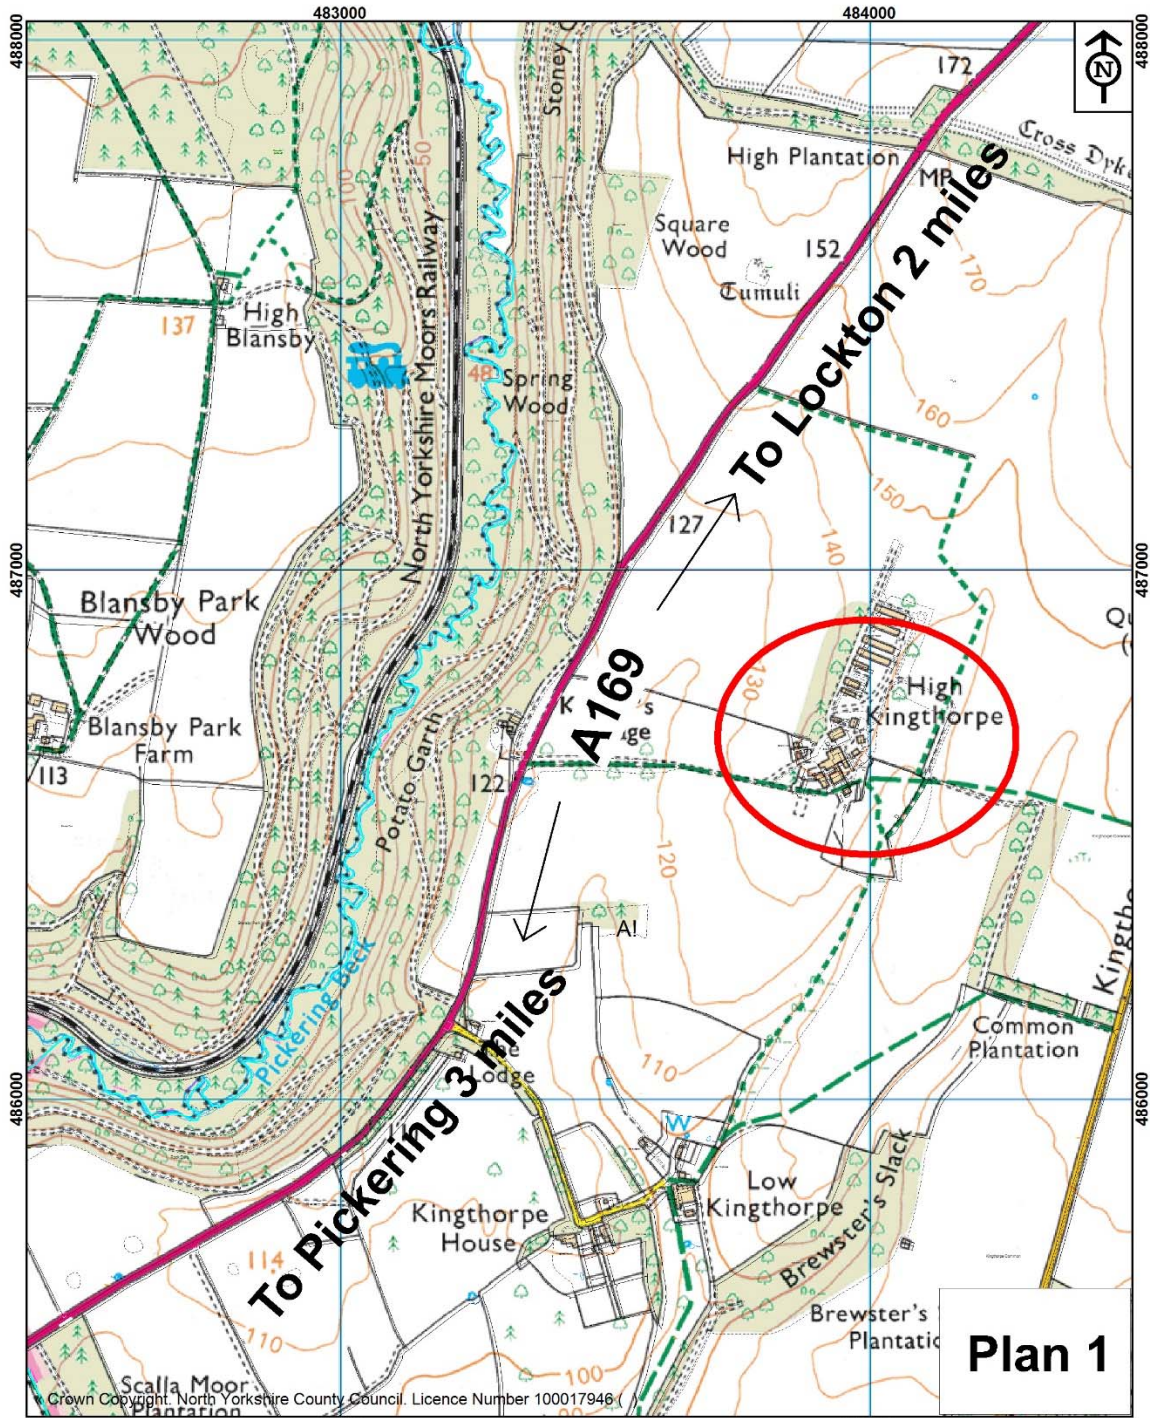 483000
484000
488000
488000
N
172
Stoney
Cross Dyke
High Plantation
MP
To Lockton 2 miles
50
100
Square
Wood
152
170
Tumuli
High
Blansby
137
North Yorkshire Moors Railway
48
Spring
Wood
160
150
127
140
487000
487000
Blansby Park
Wood
130
High
Kingthorpe
A169
Blansby Park
Farm
113
Potato Garth
122
120
A!
Pickering Beck
To Pickering 3 miles
Lodge
Common
Plantation
110
486000
486000
W
Low
Kingthorpe
Kingthorpe
House
Brewster's Slack
114
110
Brewster's
Plantatio
Plan 1
100
Scalla Moor
Plantation
Crown Copyright. North Yorkshire County Council. Licence Number 100017946 ( )